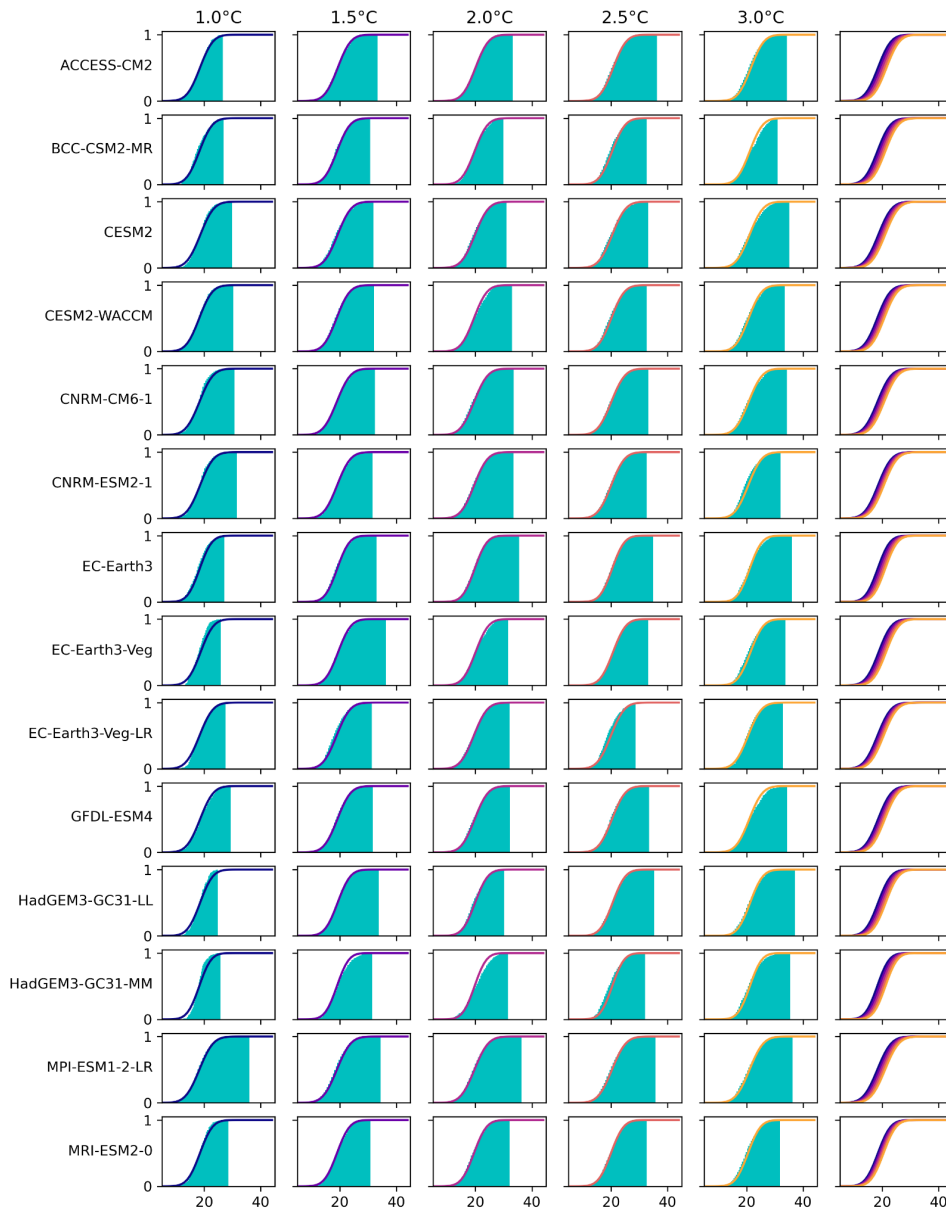 1.0°C 1.5°C 2.0°C 2.5°C 3.0°C
1
ACCESS-CM2
0
1
BCC-CSM2-MR
0
1
CESM2
0
1
CESM2-WACCM
0
1
CNRM-CM6-1
0
1
CNRM-ESM2-1
0
1
EC-Earth3
0
1
EC-Earth3-Veg
0
1
EC-Earth3-Veg-LR
0
1
GFDL-ESM4
0
1
HadGEM3-GC31-LL
0
1
HadGEM3-GC31-MM
0
1
MPI-ESM1-2-LR
0
1
MRI-ESM2-0
0
20 40 20 40 20 40 20 40 20 40 20 40